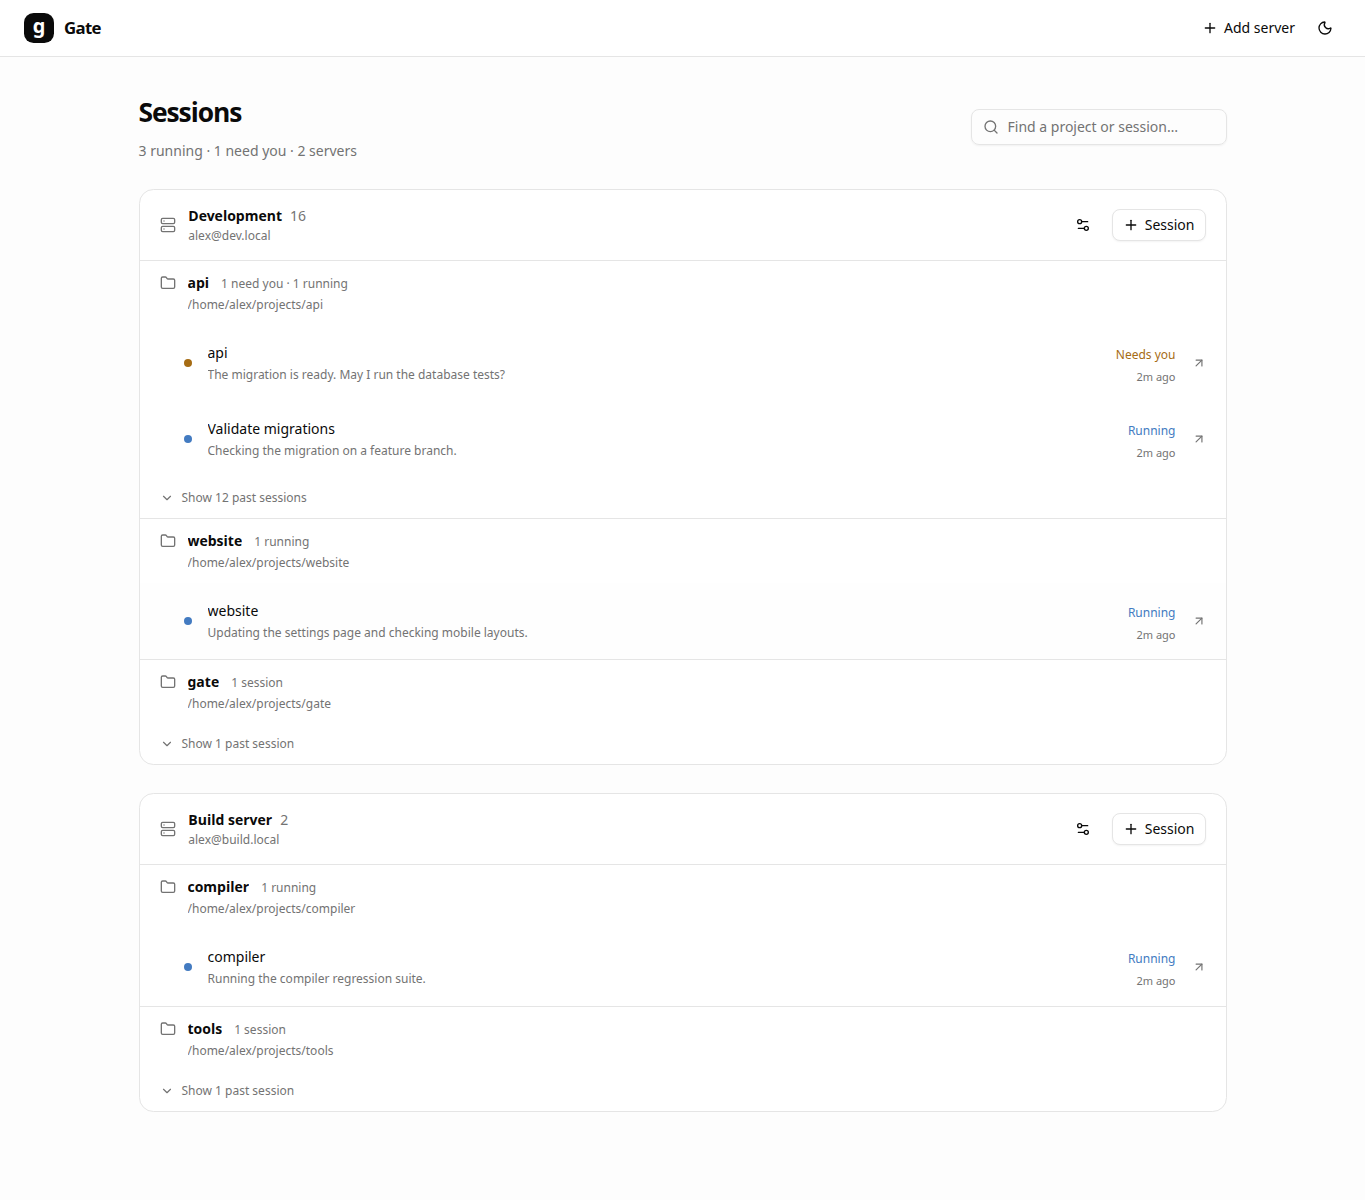 g Gate
+ Add server
Sessions
3 running · 1 need you · 2 servers
Find a project or session...
Development 16
alex@dev.local
+ Session
api 1 need you · 1 running
/home/alex/projects/api
api
The migration is ready. May I run the database tests?
Needs you
2m ago
Validate migrations
Checking the migration on a feature branch.
Running
2m ago
Show 12 past sessions
website 1 running
/home/alex/projects/website
website
Updating the settings page and checking mobile layouts.
Running
2m ago
gate 1 session
/home/alex/projects/gate
Show 1 past session
Build server 2
alex@build.local
+ Session
compiler 1 running
/home/alex/projects/compiler
compiler
Running the compiler regression suite.
Running
2m ago
tools 1 session
/home/alex/projects/tools
Show 1 past session